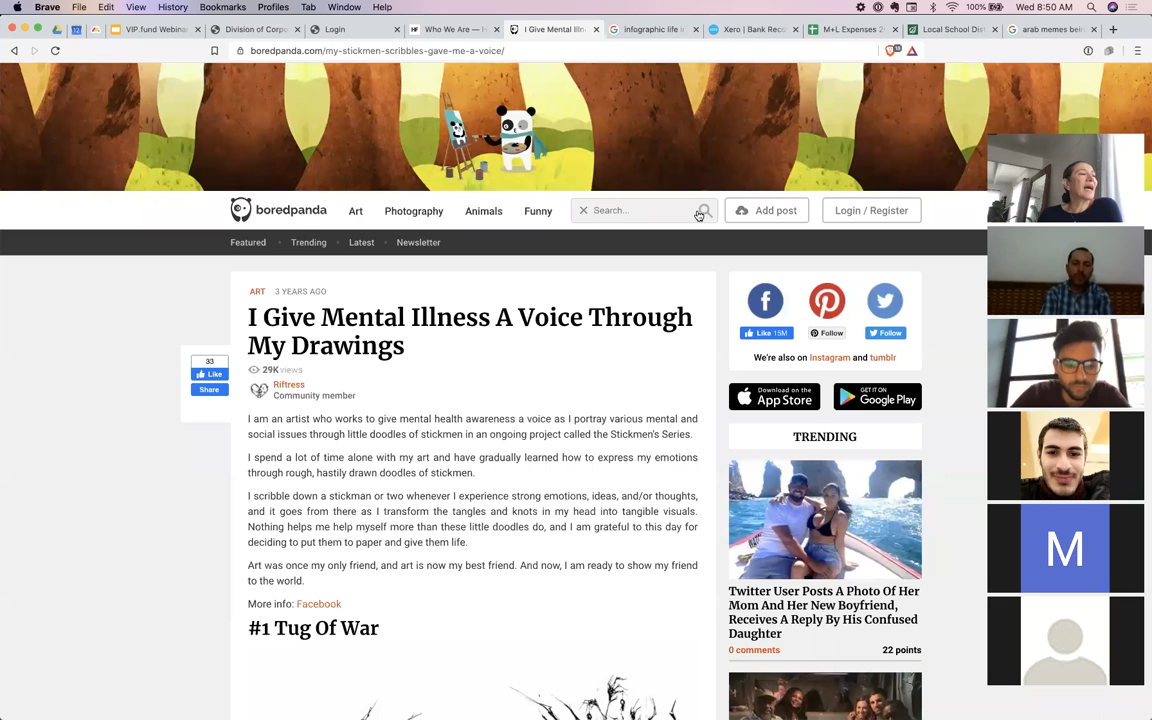 Brave File Edit View History Bookmarks Profiles Tab Window Help 100% Wed 8:50 AM
VIP.fund Webina Division of Corpo Login Who We Are — H I Give Mental Illn infographic life in Xero | Bank Reco M+L Expenses 2 Local School Dist arab memes bein
boredpanda.com/my-stickmen-scribbles-gave-me-a-voice/
boredpanda Art Photography Animals Funny Search... Add post Login / Register
Featured Trending Latest Newsletter
ART 3 YEARS AGO
I Give Mental Illness A Voice Through
My Drawings
29K views
Riftress
Community member
33
Like
Share
I am an artist who works to give mental health awareness a voice as I portray various mental and
social issues through little doodles of stickmen in an ongoing project called the Stickmen's Series.
I spend a lot of time alone with my art and have gradually learned how to express my emotions
through rough, hastily drawn doodles of stickmen.
I scribble down a stickman or two whenever I experience strong emotions, ideas, and/or thoughts,
and it goes from there as I transform the tangles and knots in my head into tangible visuals.
Nothing helps me help myself more than these little doodles do, and I am grateful to this day for
deciding to put them to paper and give them life.
Art was once my only friend, and art is now my best friend. And now, I am ready to show my friend
to the world.
More info: Facebook
#1 Tug Of War
Like 15M Follow Follow
We're also on Instagram and tumblr
Download on the
App Store
GET IT ON
Google Play
TRENDING
Twitter User Posts A Photo Of Her
Mom And Her New Boyfriend,
Receives A Reply By His Confused
Daughter
0 comments 22 points
M